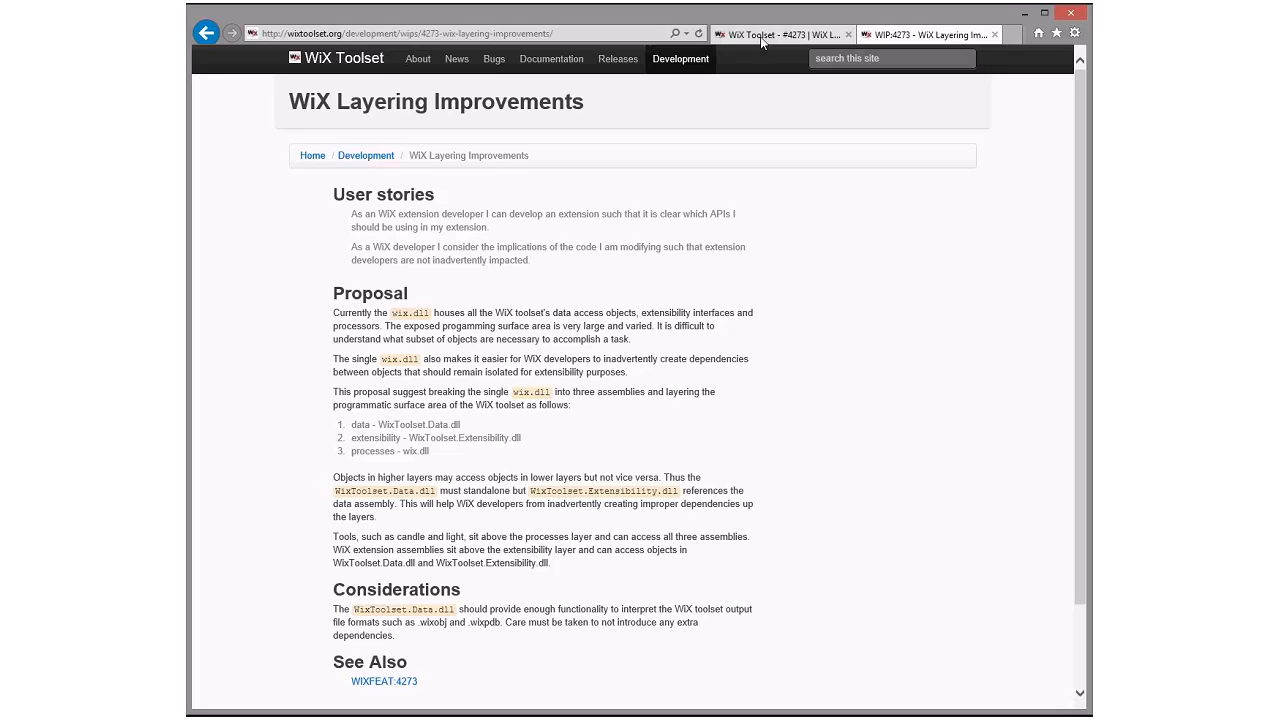 http://wixtoolset.org/development/wips/4273-wix-layering-improvements/
WiX Toolset - #4273 | WiX L...
WIP:4273 - WiX Layering Im...
WiX Toolset
About
News
Bugs
Documentation
Releases
Development
search this site
WiX Layering Improvements
Home / Development / WiX Layering Improvements
User stories
As an WiX extension developer I can develop an extension such that it is clear which APIs I
should be using in my extension.
As a WiX developer I consider the implications of the code I am modifying such that extension
developers are not inadvertently impacted.
Proposal
Currently the wix.dll houses all the WiX toolset's data access objects, extensibility interfaces and
processors. The exposed progamming surface area is very large and varied. It is difficult to
understand what subset of objects are necessary to accomplish a task.
The single wix.dll also makes it easier for WiX developers to inadvertently create dependencies
between objects that should remain isolated for extensibility purposes.
This proposal suggest breaking the single wix.dll into three assemblies and layering the
programmatic surface area of the WiX toolset as follows:
1. data - WixToolset.Data.dll
2. extensibility - WixToolset.Extensibility.dll
3. processes - wix.dll
Objects in higher layers may access objects in lower layers but not vice versa. Thus the
WixToolset.Data.dll must standalone but WixToolset.Extensibility.dll references the
data assembly. This will help WiX developers from inadvertently creating improper dependencies up
the layers.
Tools, such as candle and light, sit above the processes layer and can access all three assemblies.
WiX extension assemblies sit above the extensibility layer and can access objects in
WixToolset.Data.dll and WixToolset.Extensibility.dll.
Considerations
The WixToolset.Data.dll should provide enough functionality to interpret the WiX toolset output
file formats such as .wixobj and .wixpdb. Care must be taken to not introduce any extra
dependencies.
See Also
WIXFEAT:4273